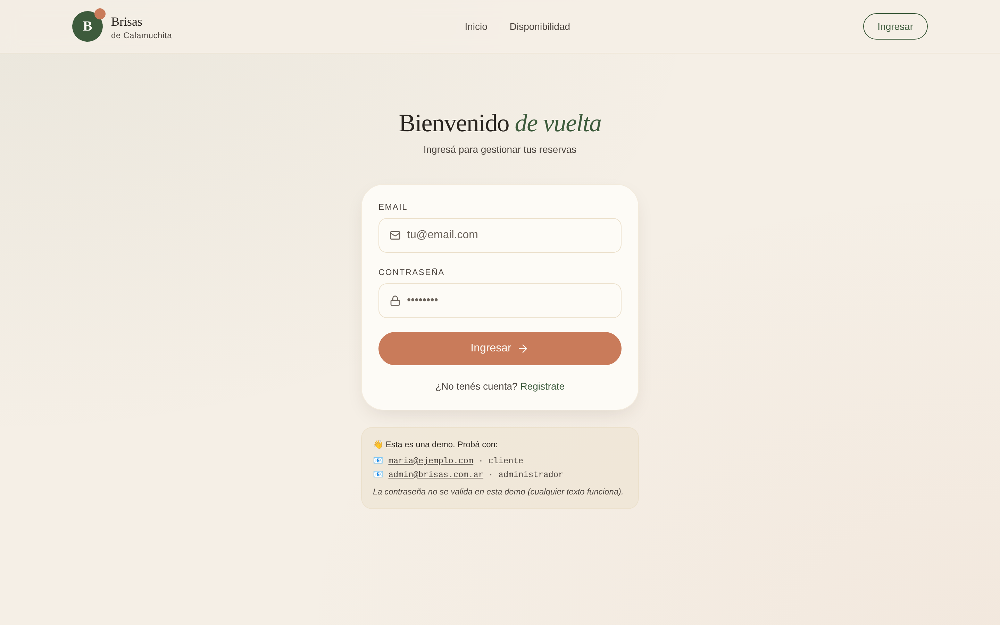 B
Brisas
de Calamuchita
Inicio
Disponibilidad
Ingresar
Bienvenido de vuelta
Ingresá para gestionar tus reservas
EMAIL
tu@email.com
CONTRASEÑA
••••••••
Ingresar →
¿No tenés cuenta? Registrate
👋 Esta es una demo. Probá con:
📧 maria@ejemplo.com · cliente
📧 admin@brisas.com.ar · administrador
La contraseña no se valida en esta demo (cualquier texto funciona).